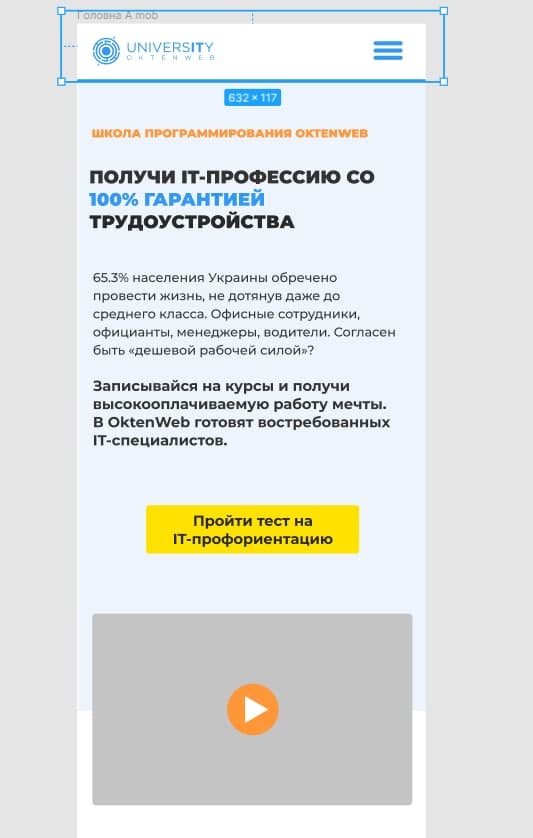 Головна A mob
UNIVERSITY
OKTENWEB
632 × 117
ШКОЛА ПРОГРАММИРОВАНИЯ OKTENWEB
ПОЛУЧИ IT-ПРОФЕССИЮ СО
100% ГАРАНТИЕЙ
ТРУДОУСТРОЙСТВА
65.3% населения Украины обречено
провести жизнь, не дотянув даже до
среднего класса. Офисные сотрудники,
официанты, менеджеры, водители. Согласен
быть «дешевой рабочей силой»?
Записывайся на курсы и получи
высокооплачиваемую работу мечты.
В OktenWeb готовят востребованных
IT-специалистов.
Пройти тест на
IT-профориентацию